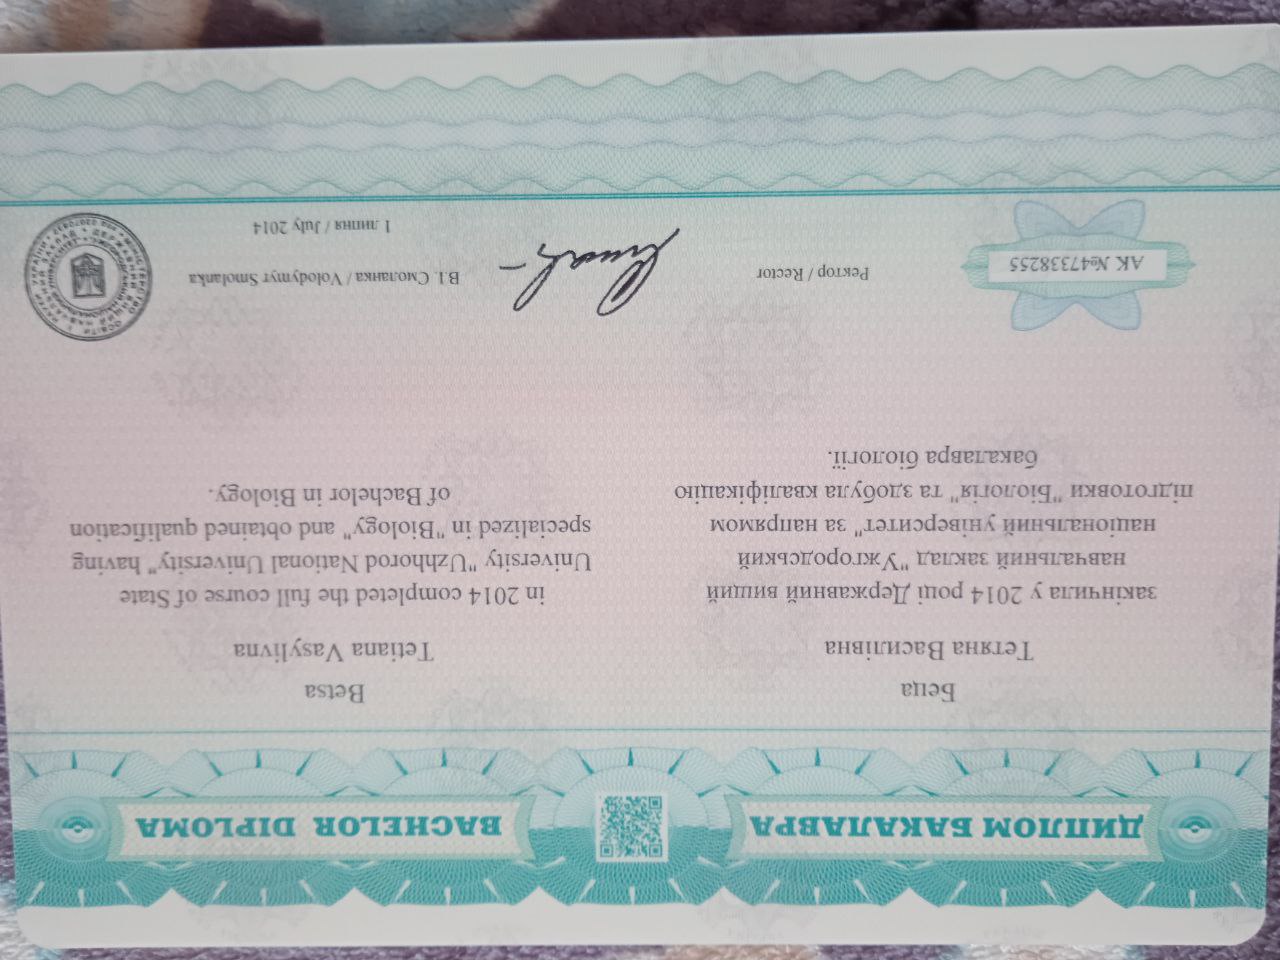 ДИПЛОМ БАКАЛАВРА
Беца
Тетяна Василівна
закінчила у 2014 році Державний вищий
навчальний заклад "Ужгородський
національний університет" за напрямом
підготовки "Біологія" та здобула кваліфікацію
бакалавра біології.
BACHELOR DIPLOMA
Betsa
Tetiana Vasylivna
in 2014 completed the full course of State
University "Uzhhorod National University" having
specialized in "Biology" and obtained qualification
of Bachelor in Biology.
АК №47338255
Ректор / Rector
В.І. Смоланка / Volodymyr Smolanka
1 липня / July 2014